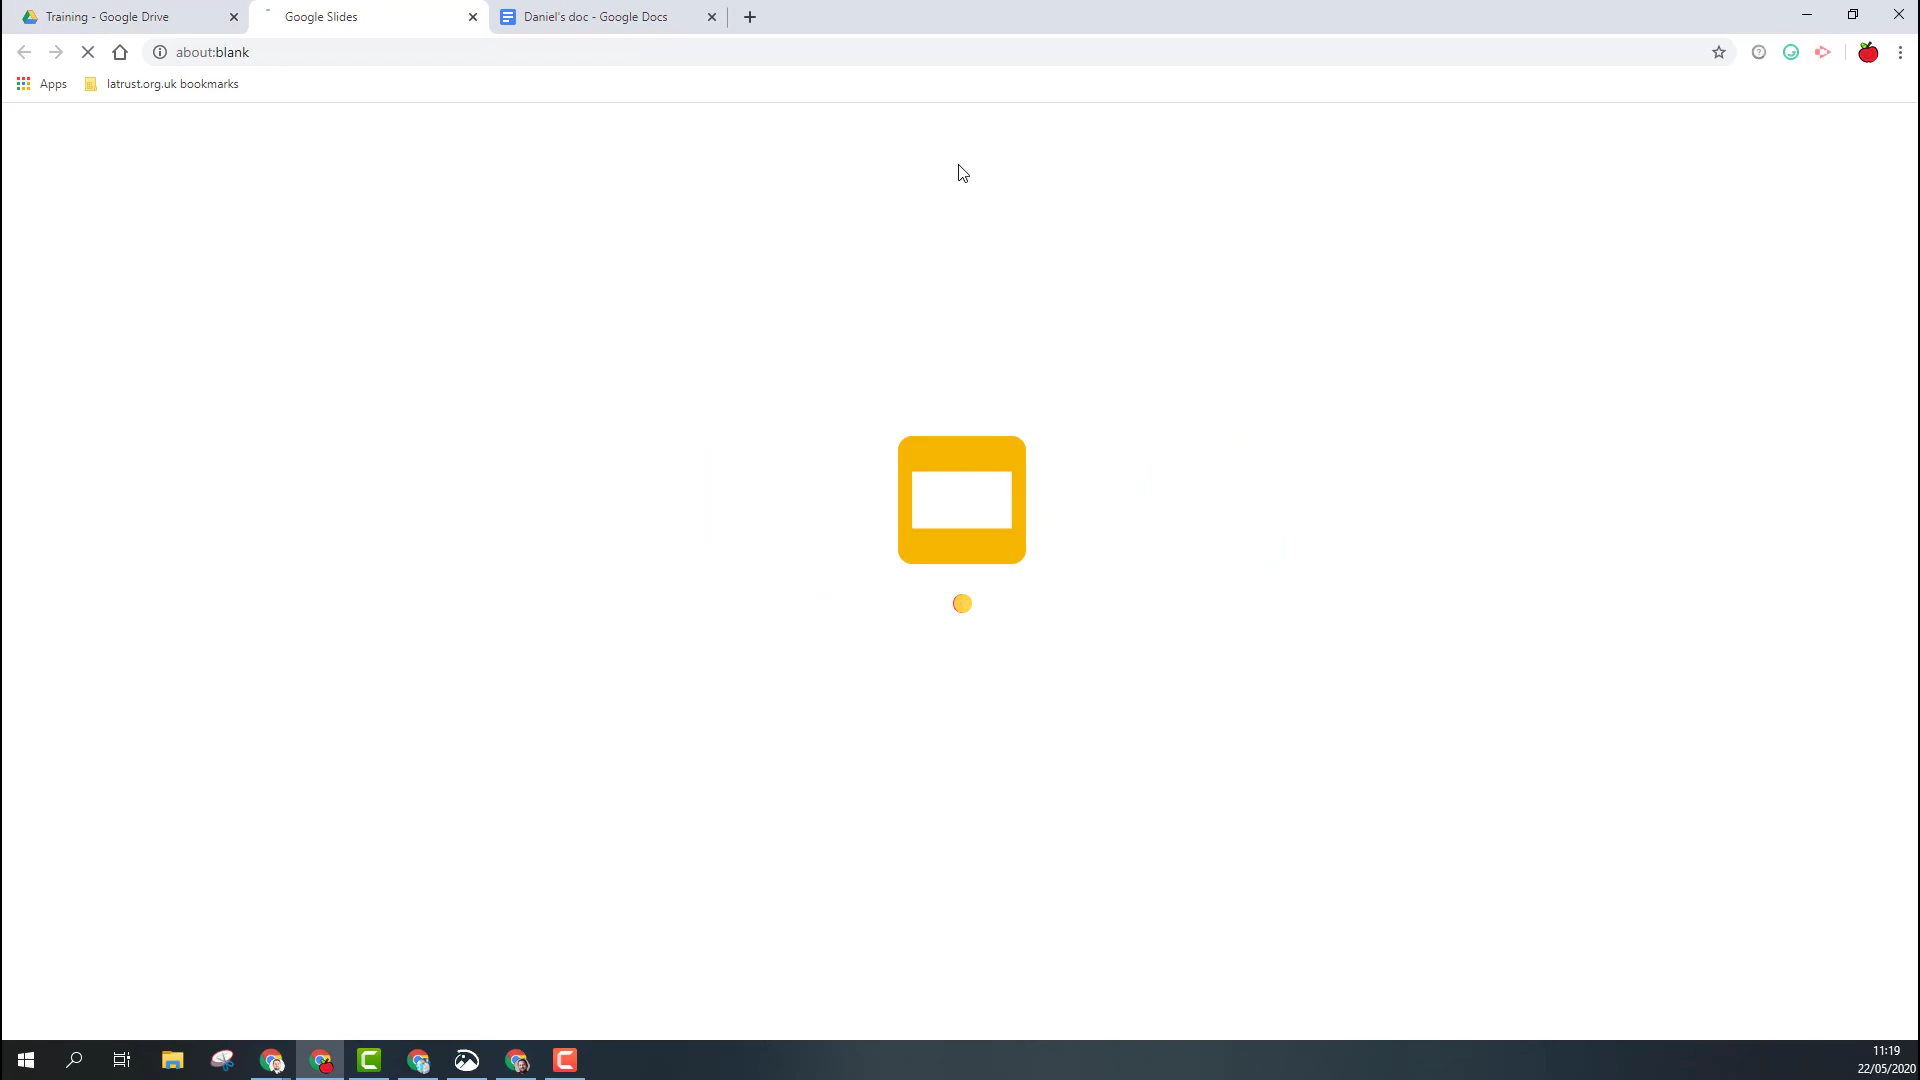 Training - Google Drive
Google Slides
Daniel's doc - Google Docs
about:blank
Apps
latrust.org.uk bookmarks
11:19
22/05/2020